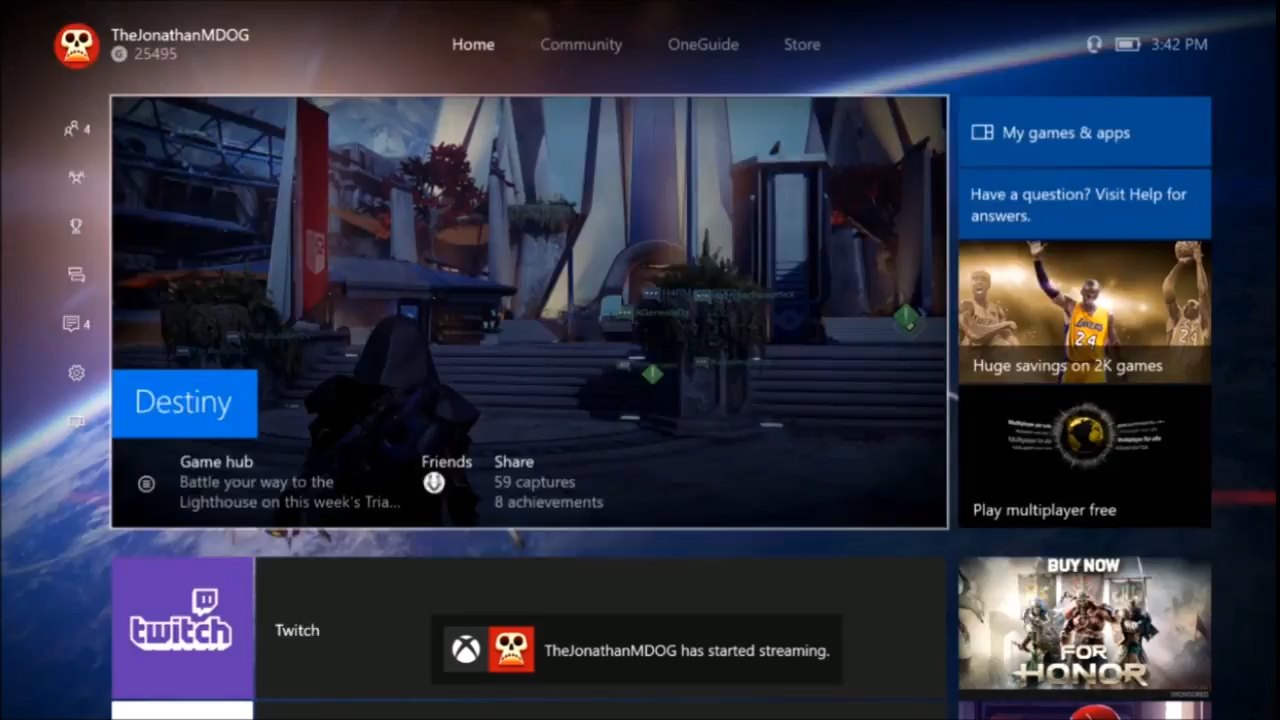 TheJonathanMDOG
G 25495
Home
Community
OneGuide
Store
3:42 PM
4
4
My games & apps
Have a question? Visit Help for
answers.
24
24
Huge savings on 2K games
Destiny
Game hub
Battle your way to the
Lighthouse on this week's Tria...
Friends
Share
59 captures
8 achievements
Play multiplayer free
twitch
Twitch
TheJonathanMDOG has started streaming.
BUY NOW
FOR
HONOR
SPONSORED